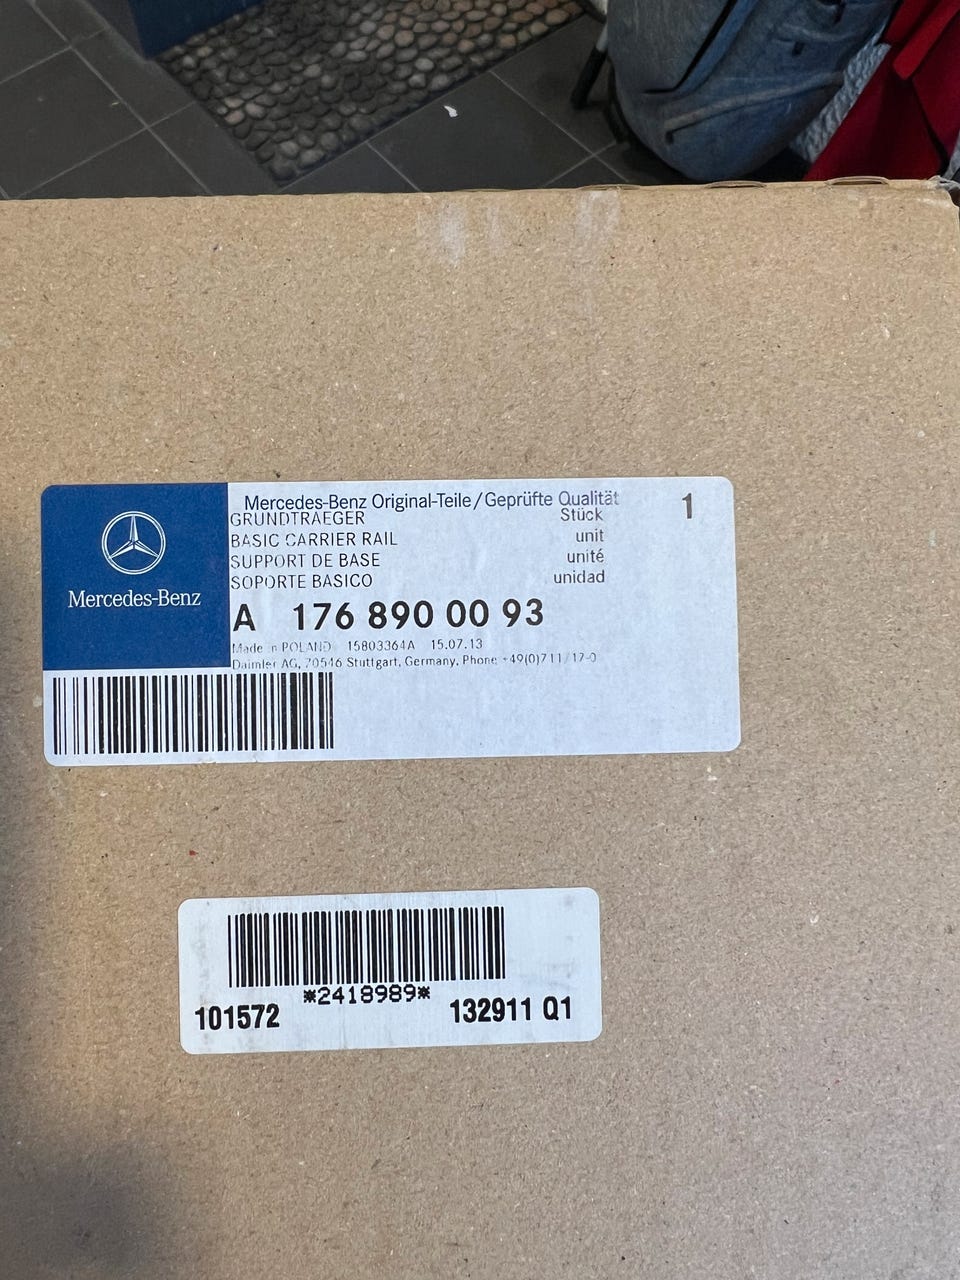 Mercedes-Benz
Mercedes-Benz Original-Teile/Geprüfte Qualität 1
GRUNDTRAEGER Stück
BASIC CARRIER RAIL unit
SUPPORT DE BASE unité
SOPORTE BASICO unidad
A 176 890 00 93
Made in POLAND 15803364A 15.07.13
Daimler AG, 70546 Stuttgart, Germany, Phone +49(0)711/17-0
*2418989*
101572 132911 Q1